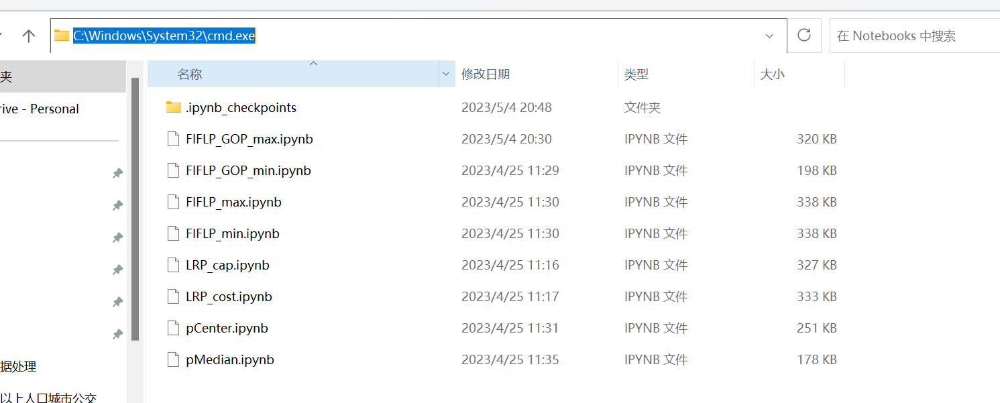 C:\Windows\System32\cmd.exe
在 Notebooks 中搜索
夹
rive - Personal
据处理
以上人口城市公交
名称 修改日期 类型 大小
.ipynb_checkpoints 2023/5/4 20:48 文件夹
FIFLP_GOP_max.ipynb 2023/5/4 20:30 IPYNB 文件 320 KB
FIFLP_GOP_min.ipynb 2023/4/25 11:29 IPYNB 文件 198 KB
FIFLP_max.ipynb 2023/4/25 11:30 IPYNB 文件 338 KB
FIFLP_min.ipynb 2023/4/25 11:30 IPYNB 文件 338 KB
LRP_cap.ipynb 2023/4/25 11:16 IPYNB 文件 327 KB
LRP_cost.ipynb 2023/4/25 11:17 IPYNB 文件 333 KB
pCenter.ipynb 2023/4/25 11:31 IPYNB 文件 251 KB
pMedian.ipynb 2023/4/25 11:35 IPYNB 文件 178 KB